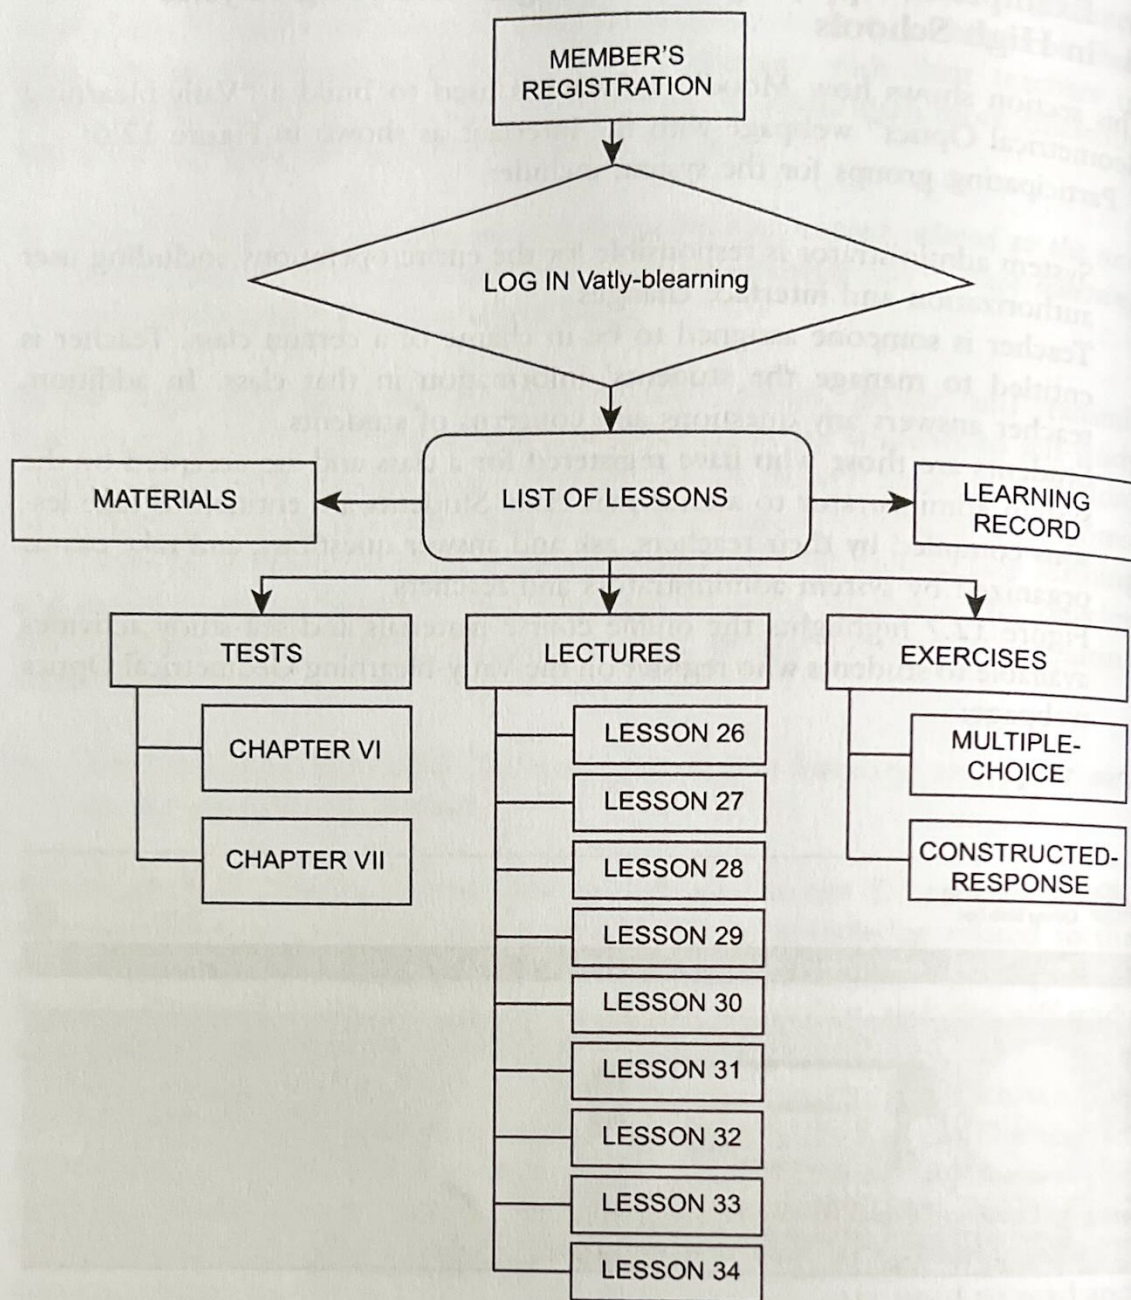 MEMBER'S
REGISTRATION
LOG IN Vatly-blearning
MATERIALS
LIST OF LESSONS
LEARNING
RECORD
TESTS
LECTURES
EXERCISES
CHAPTER VI
CHAPTER VII
LESSON 26
LESSON 27
LESSON 28
LESSON 29
LESSON 30
LESSON 31
LESSON 32
LESSON 33
LESSON 34
MULTIPLE-
CHOICE
CONSTRUCTED-
RESPONSE